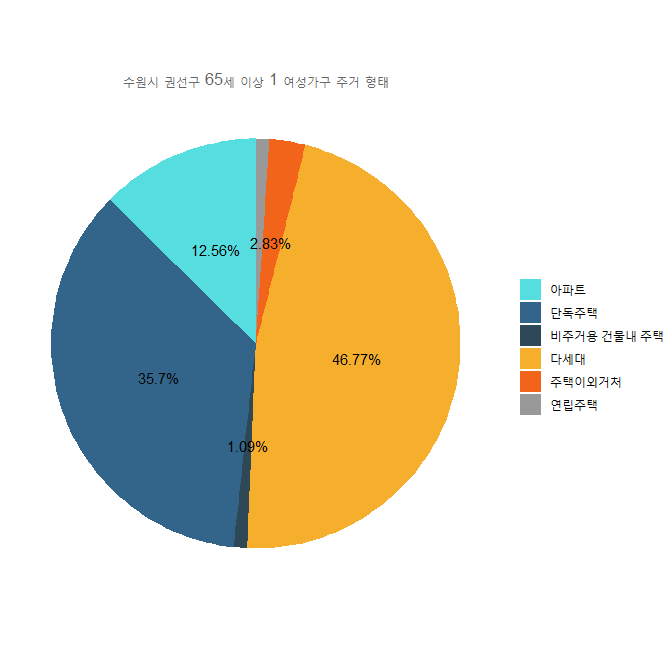 수원시 권선구 65세 이상 1 여성가구 주거 형태
12.56%
2.83%
46.77%
35.7%
1.09%
아파트
단독주택
비주거용 건물내 주택
다세대
주택이외거처
연립주택